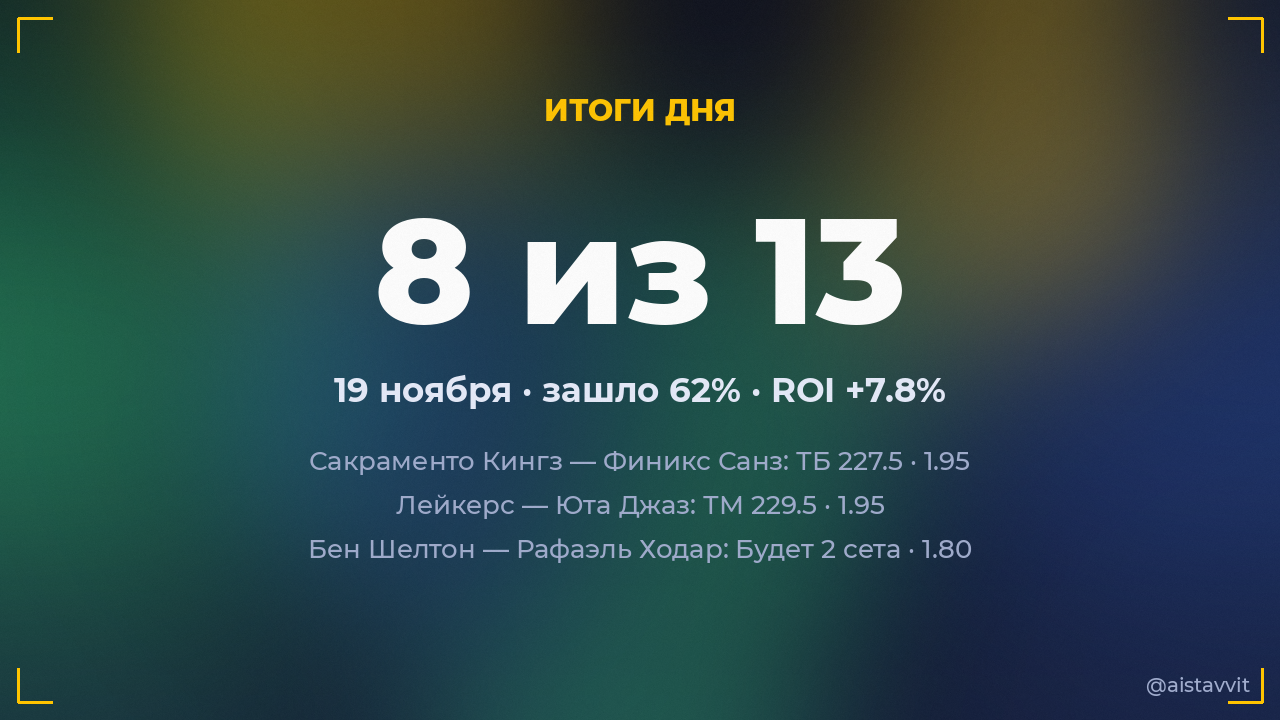 ИТОГИ ДНЯ
8 из 13
19 ноября · зашло 62% · ROI +7.8%
Сакраменто Кингз — Финикс Санз: ТБ 227.5 · 1.95
Лейкерс — Юта Джаз: ТМ 229.5 · 1.95
Бен Шелтон — Рафаэль Ходар: Будет 2 сета · 1.80
@aistavvit